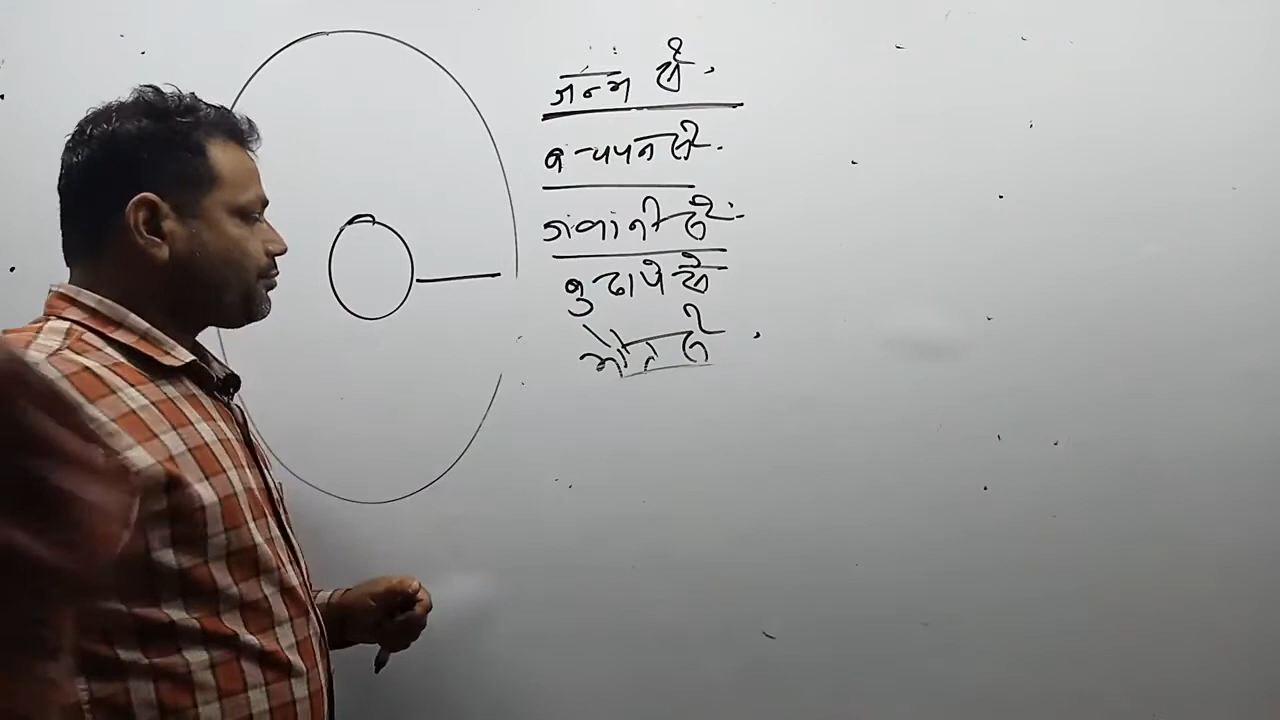 जन्म से
बचपन से
जवानी से
बुढापे से
मौत से